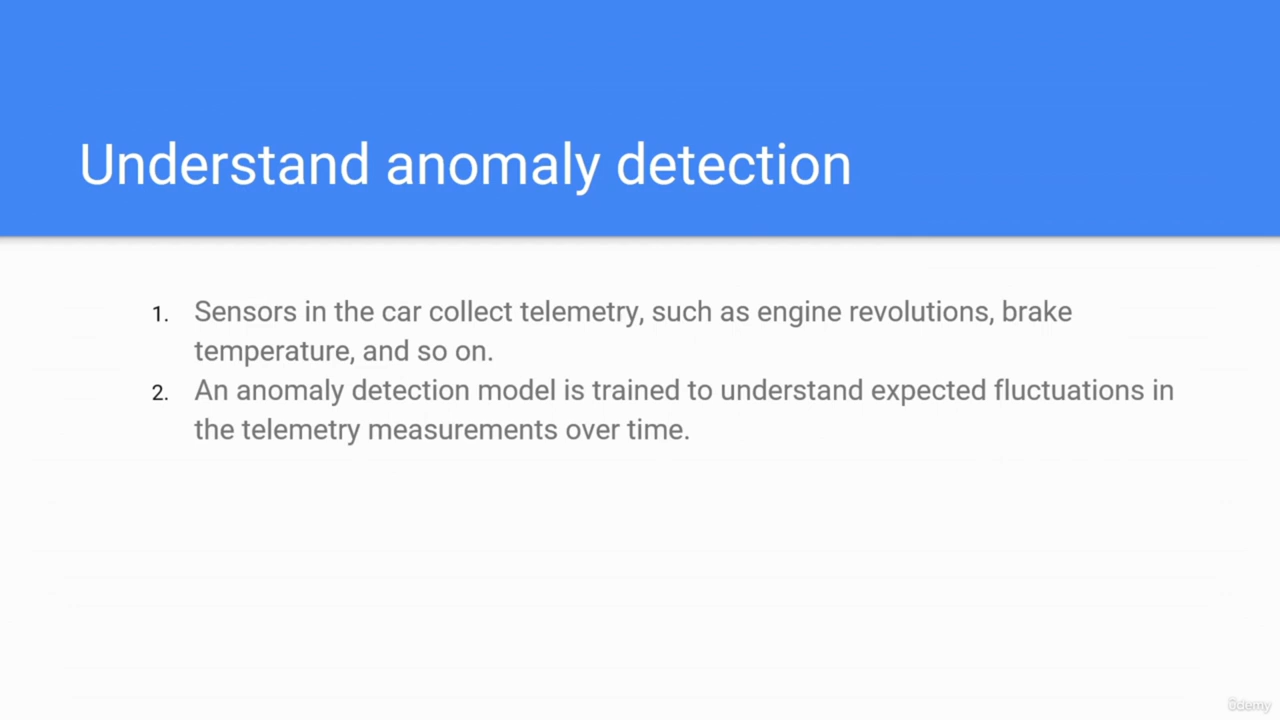 Understand anomaly detection
1. Sensors in the car collect telemetry, such as engine revolutions, brake
temperature, and so on.
2. An anomaly detection model is trained to understand expected fluctuations in
the telemetry measurements over time.
ûdemy